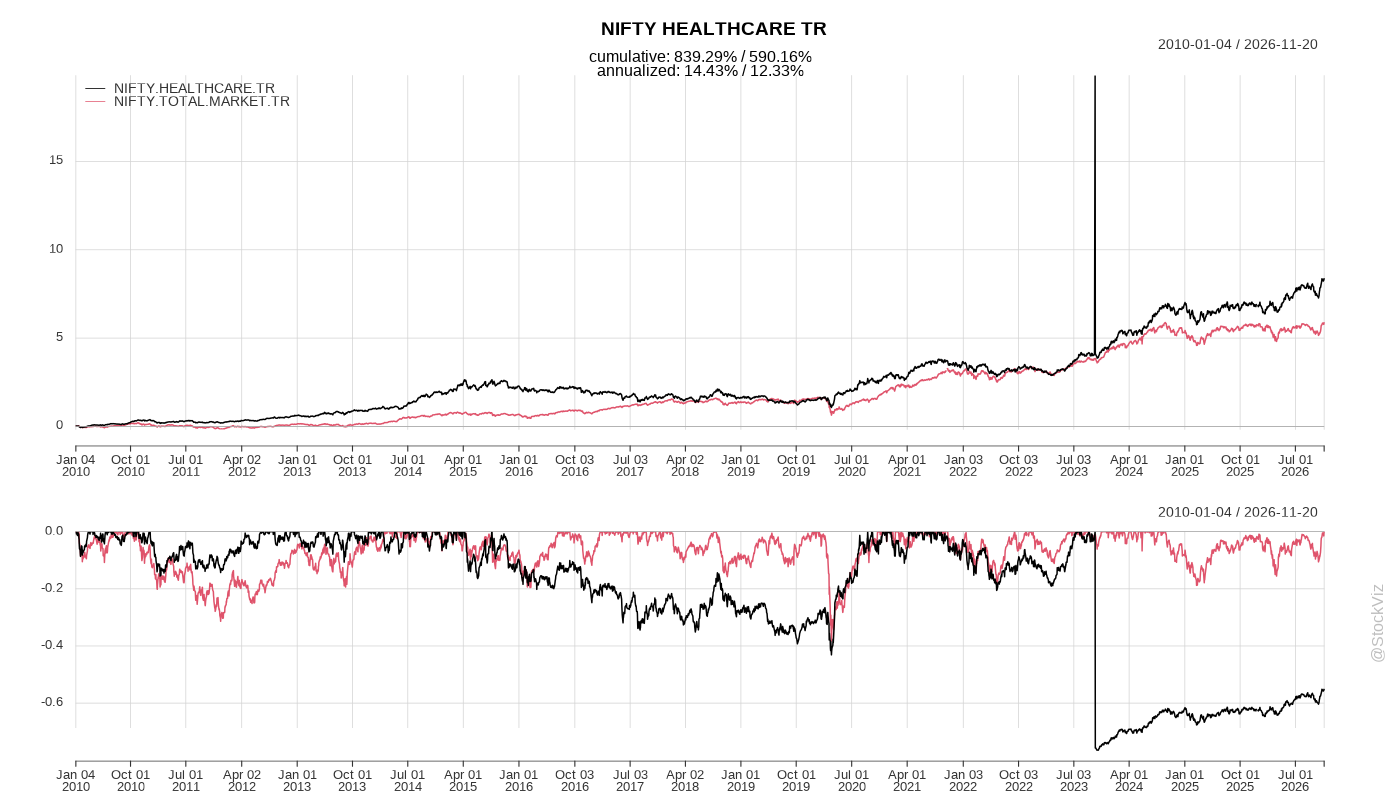 NIFTY HEALTHCARE TR
2010-01-04 / 2026-11-20
cumulative: 839.29% / 590.16%
annualized: 14.43% / 12.33%
NIFTY.HEALTHCARE.TR
NIFTY.TOTAL.MARKET.TR
15
10
5
0
Jan 04 Oct 01 Jul 01 Apr 02 Jan 01 Oct 01 Jul 01 Apr 01 Jan 01 Oct 03 Jul 03 Apr 02 Jan 01 Oct 01 Jul 01 Apr 01 Jan 03 Oct 03 Jul 03 Apr 01 Jan 01 Oct 01 Jul 01
2010 2010 2011 2012 2013 2013 2014 2015 2016 2016 2017 2018 2019 2019 2020 2021 2022 2022 2023 2024 2025 2025 2026
2010-01-04 / 2026-11-20
0.0
-0.2
-0.4
-0.6
Jan 04 Oct 01 Jul 01 Apr 02 Jan 01 Oct 01 Jul 01 Apr 01 Jan 01 Oct 03 Jul 03 Apr 02 Jan 01 Oct 01 Jul 01 Apr 01 Jan 03 Oct 03 Jul 03 Apr 01 Jan 01 Oct 01 Jul 01
2010 2010 2011 2012 2013 2013 2014 2015 2016 2016 2017 2018 2019 2019 2020 2021 2022 2022 2023 2024 2025 2025 2026
@StockViz